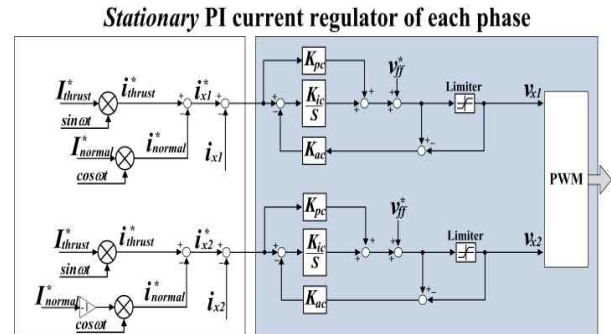 Stationary PI current regulator of each phase
I*thrust
sinωt
i*thrust
i*x1
I*normal
cosωt
i*normal
ix1
Kpc
Kic
S
Kac
v*ff
Limiter
vx1
PWM
I*thrust
sinωt
i*thrust
i*x2
I*normal
-1
cosωt
i*normal
ix2
Kpc
Kic
S
Kac
v*ff
Limiter
vx2